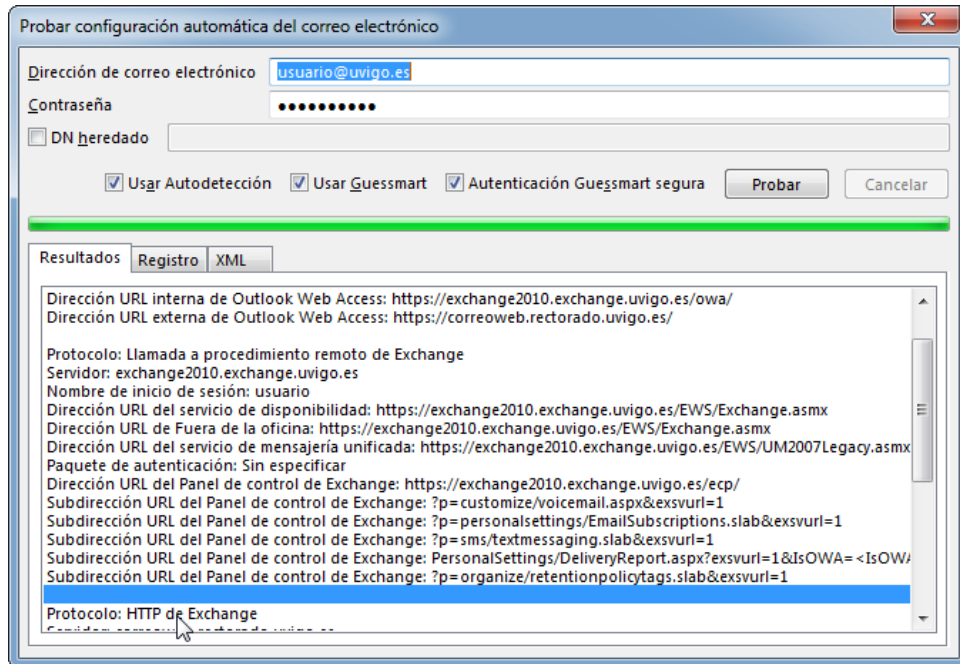 Probar configuración automática del correo electrónico
Dirección de correo electrónico usuario@uvigo.es
Contraseña ••••••••••
DN heredado
Usar Autodetección Usar Guessmart Autenticación Guessmart segura Probar Cancelar
Resultados Registro XML
Dirección URL interna de Outlook Web Access: https://exchange2010.exchange.uvigo.es/owa/
Dirección URL externa de Outlook Web Access: https://correoweb.rectorado.uvigo.es/
Protocolo: Llamada a procedimiento remoto de Exchange
Servidor: exchange2010.exchange.uvigo.es
Nombre de inicio de sesión: usuario
Dirección URL del servicio de disponibilidad: https://exchange2010.exchange.uvigo.es/EWS/Exchange.asmx
Dirección URL de Fuera de la oficina: https://exchange2010.exchange.uvigo.es/EWS/Exchange.asmx
Dirección URL del servicio de mensajería unificada: https://exchange2010.exchange.uvigo.es/EWS/UM2007Legacy.asmx
Paquete de autenticación: Sin especificar
Dirección URL del Panel de control de Exchange: https://exchange2010.exchange.uvigo.es/ecp/
Subdirección URL del Panel de control de Exchange: ?p=customize/voicemail.aspx&exsvurl=1
Subdirección URL del Panel de control de Exchange: ?p=personalsettings/EmailSubscriptions.slab&exsvurl=1
Subdirección URL del Panel de control de Exchange: ?p=sms/textmessaging.slab&exsvurl=1
Subdirección URL del Panel de control de Exchange: PersonalSettings/DeliveryReport.aspx?exsvurl=1&IsOWA=<IsOWA
Subdirección URL del Panel de control de Exchange: ?p=organize/retentionpolicytags.slab&exsvurl=1
Protocolo: HTTP de Exchange